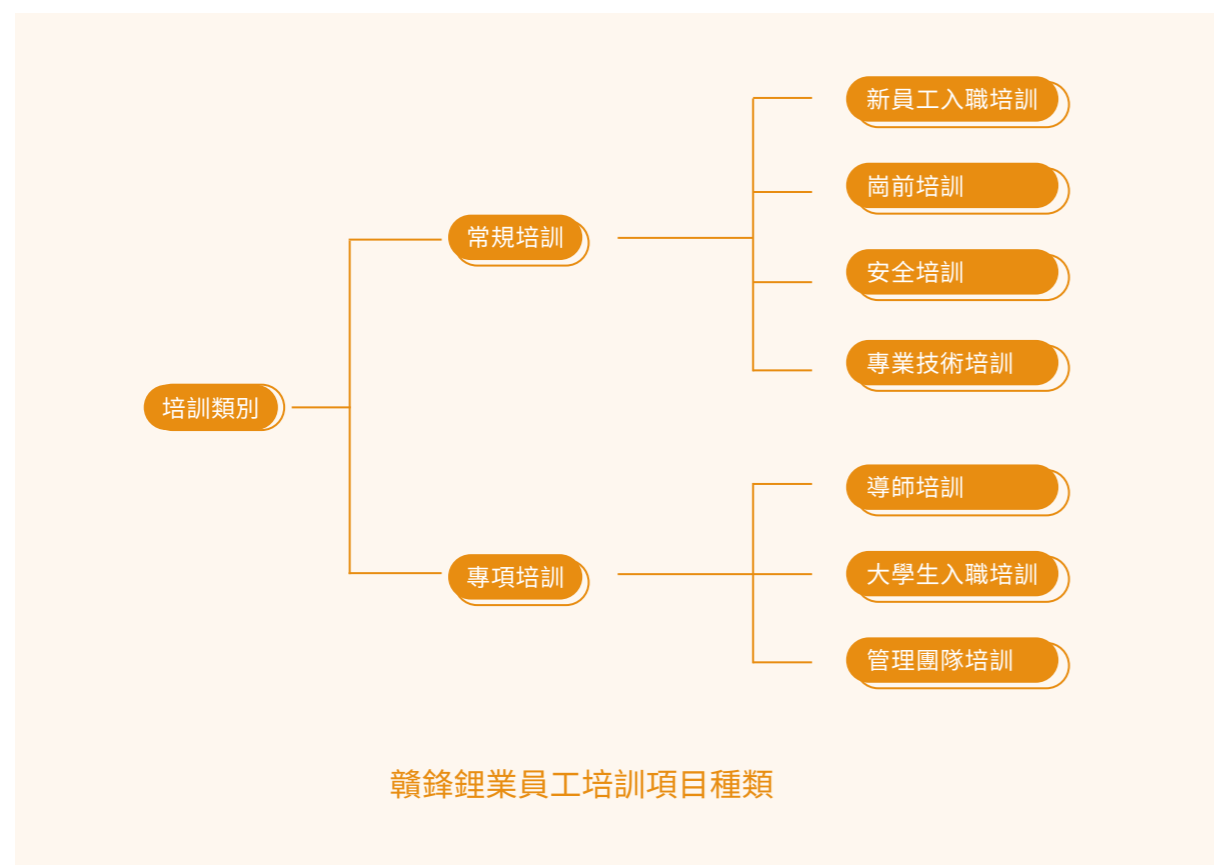 培訓類別
常規培訓
新員工入職培訓
崗前培訓
安全培訓
專業技術培訓
專項培訓
導師培訓
大學生入職培訓
管理團隊培訓
贛鋒鋰業員工培訓項目種類